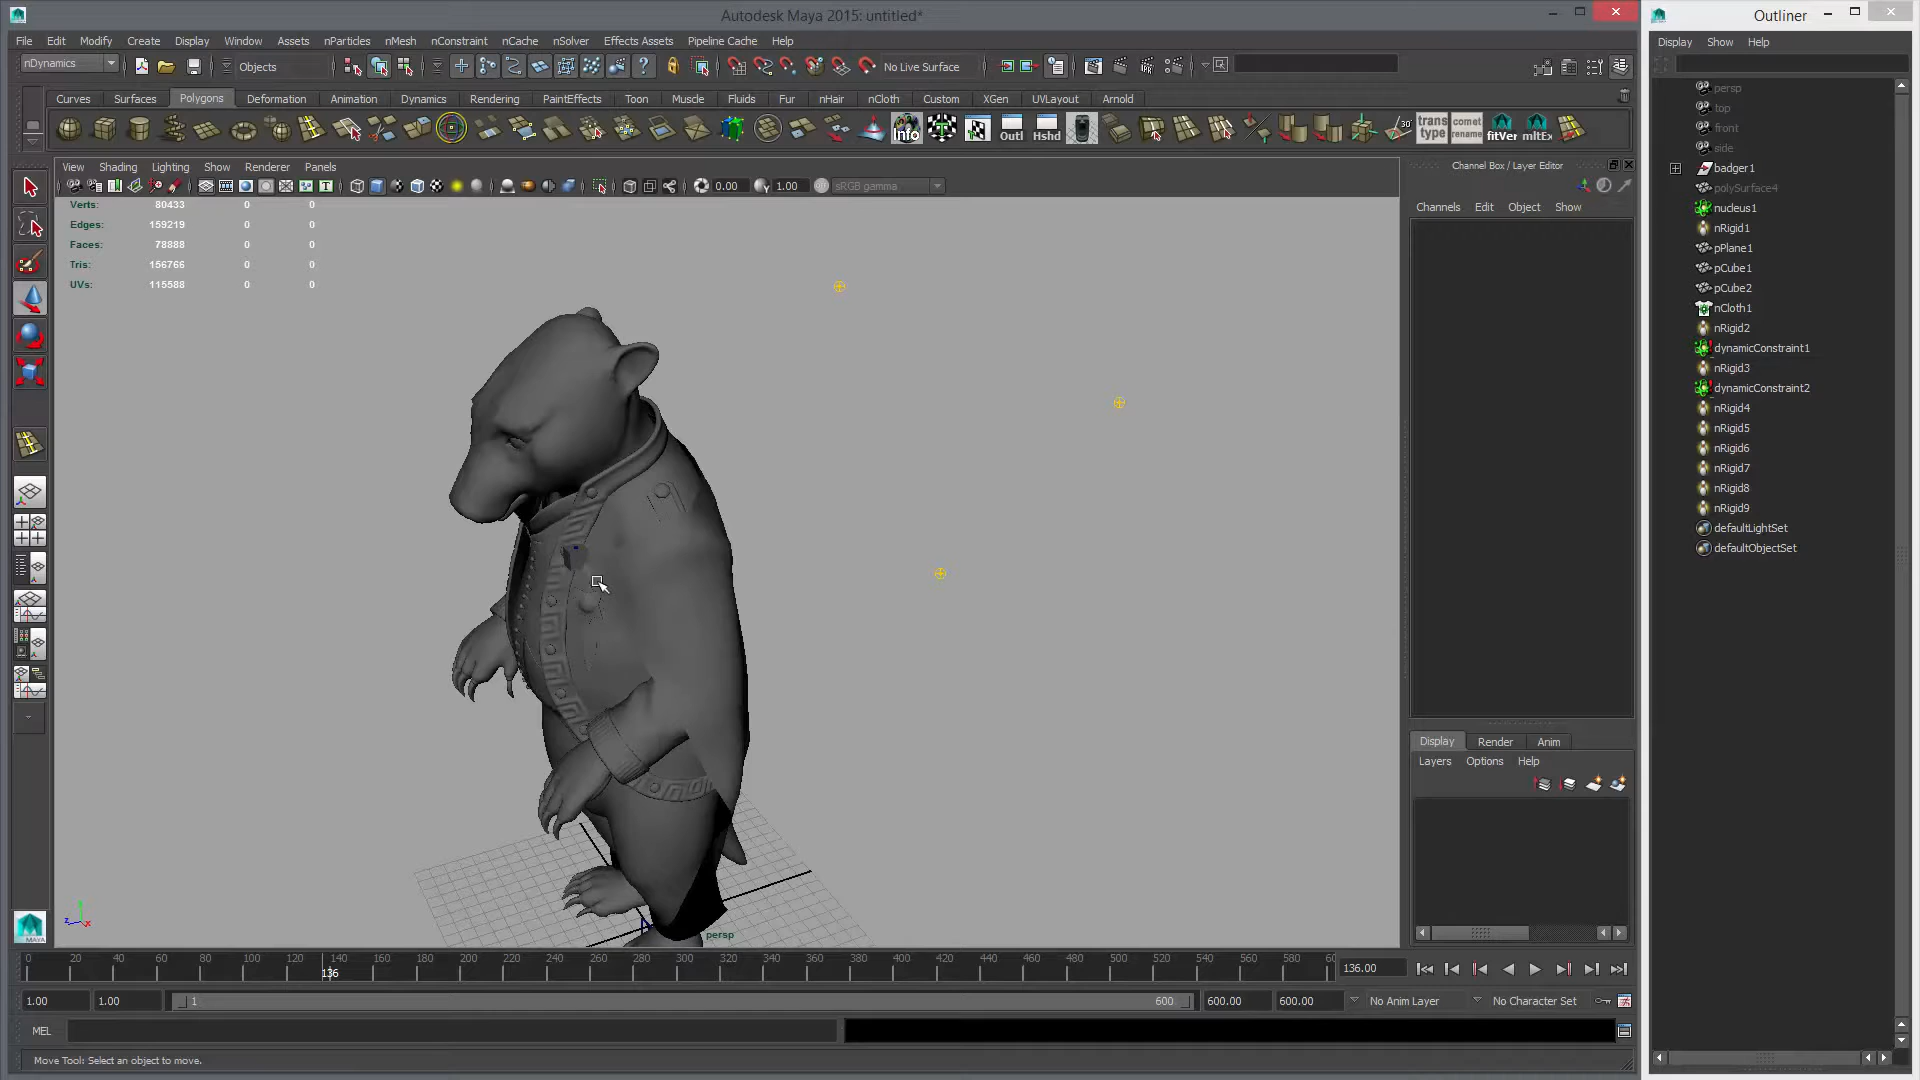 Autodesk Maya 2015: untitled*
File Edit Modify Create Display Window Assets nParticles nMesh nConstraint nCache nSolver Effects Assets Pipeline Cache Help
nDynamics Objects No Live Surface
Curves Surfaces Polygons Deformation Animation Dynamics Rendering PaintEffects Toon Muscle Fluids Fur nHair nCloth Custom XGen UVLayout Arnold
Info Outl Hshd 30 trans type comet rename fitVer mltEx
View Shading Lighting Show Renderer Panels
0.00 1.00 sRGB gamma
Verts: 80433 0 0
Edges: 159219 0 0
Faces: 78888 0 0
Tris: 156766 0 0
UVs: 115588 0 0
persp
Channel Box / Layer Editor
Channels Edit Object Show
Display Render Anim
Layers Options Help
Outliner
Display Show Help
persp
top
front
side
badger1
polySurface4
nucleus1
nRigid1
pPlane1
pCube1
pCube2
nCloth1
nRigid2
dynamicConstraint1
nRigid3
dynamicConstraint2
nRigid4
nRigid5
nRigid6
nRigid7
nRigid8
nRigid9
defaultLightSet
defaultObjectSet
MAYA
0 20 40 60 80 100 120 140 160 180 200 220 240 260 280 300 320 340 360 380 400 420 440 460 480 500 520 540 560 580 60
136
136.00
1.00 1.00 1 600 600.00 600.00 No Anim Layer No Character Set
MEL
Move Tool: Select an object to move.